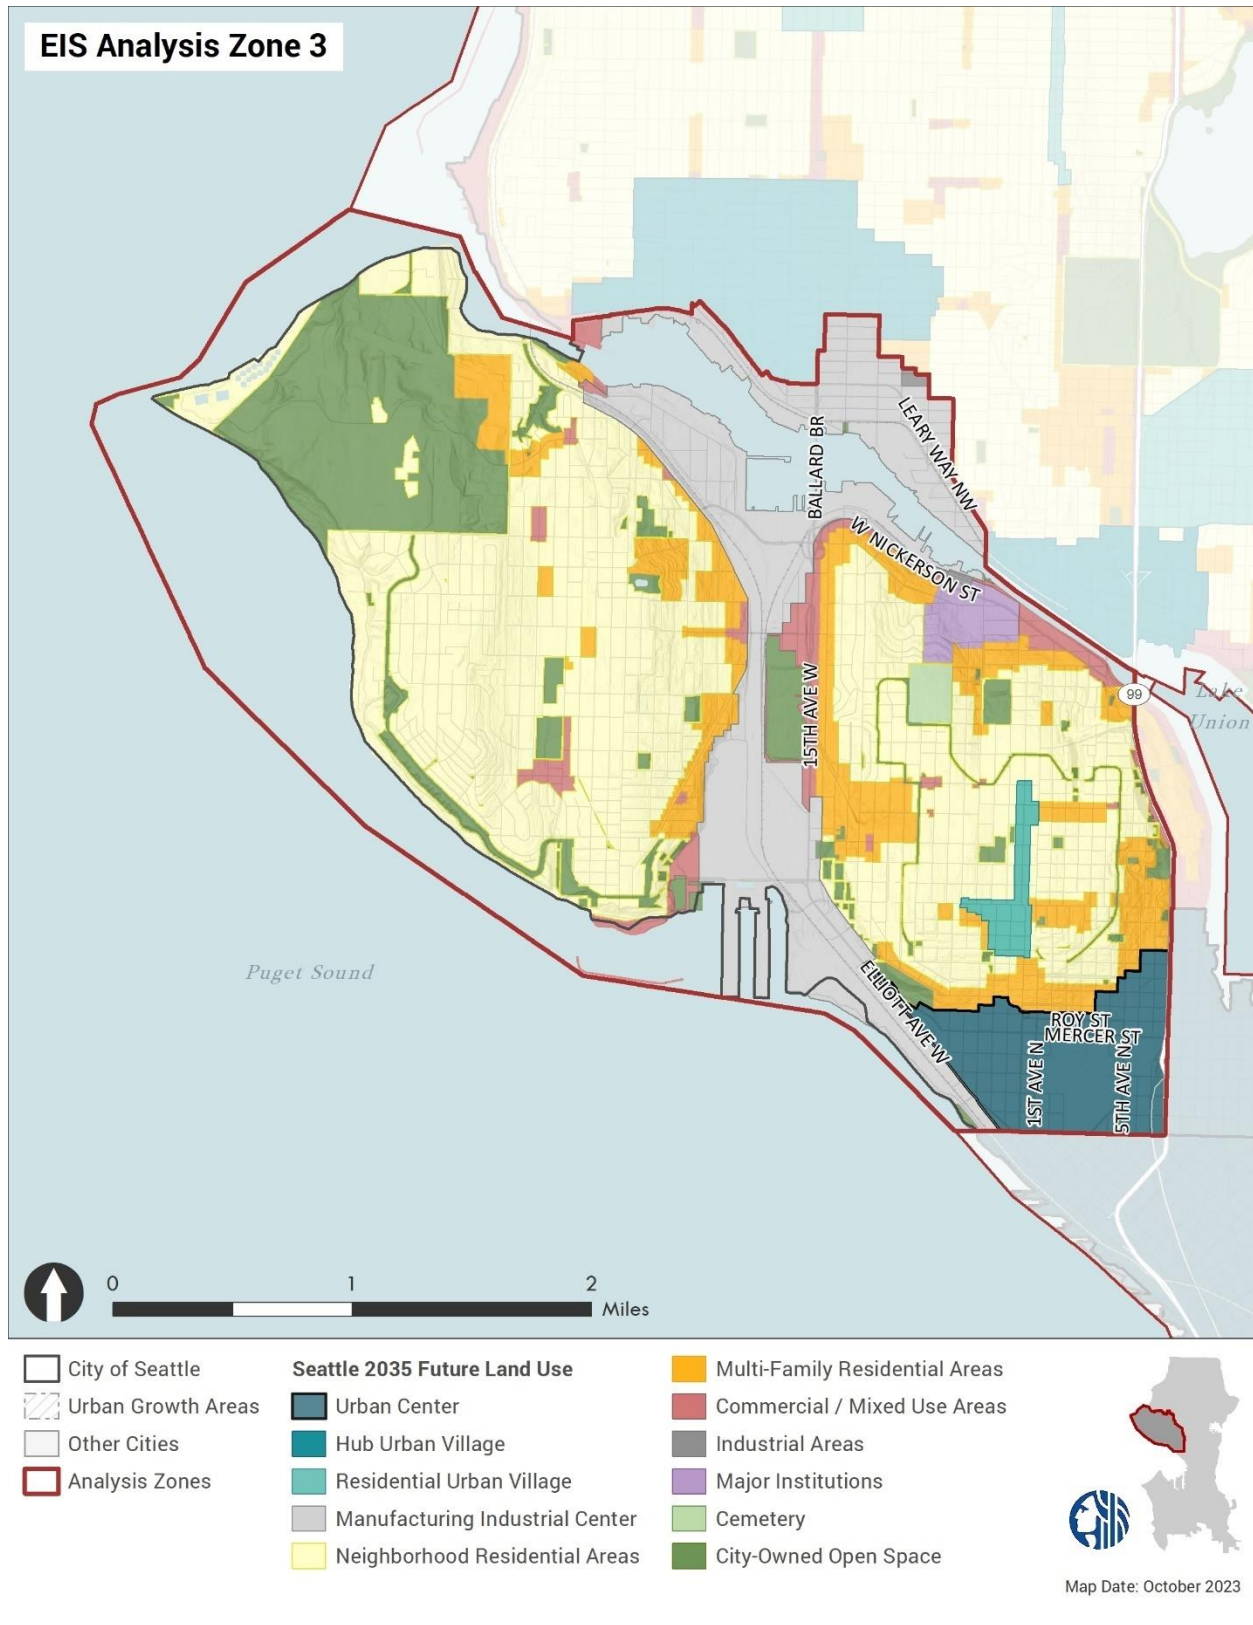 EIS Analysis Zone 3
BALLARD BR
LEARY WAY NW
W NICKERSON ST
15TH AVE W
99
Lake
Union
Puget Sound
ELLIOTT AVE W
ROY ST
MERCER ST
1ST AVE N
5TH AVE N
0 1 2
Miles
City of Seattle
Urban Growth Areas
Other Cities
Analysis Zones
Seattle 2035 Future Land Use
Urban Center
Hub Urban Village
Residential Urban Village
Manufacturing Industrial Center
Neighborhood Residential Areas
Multi-Family Residential Areas
Commercial / Mixed Use Areas
Industrial Areas
Major Institutions
Cemetery
City-Owned Open Space
Map Date: October 2023